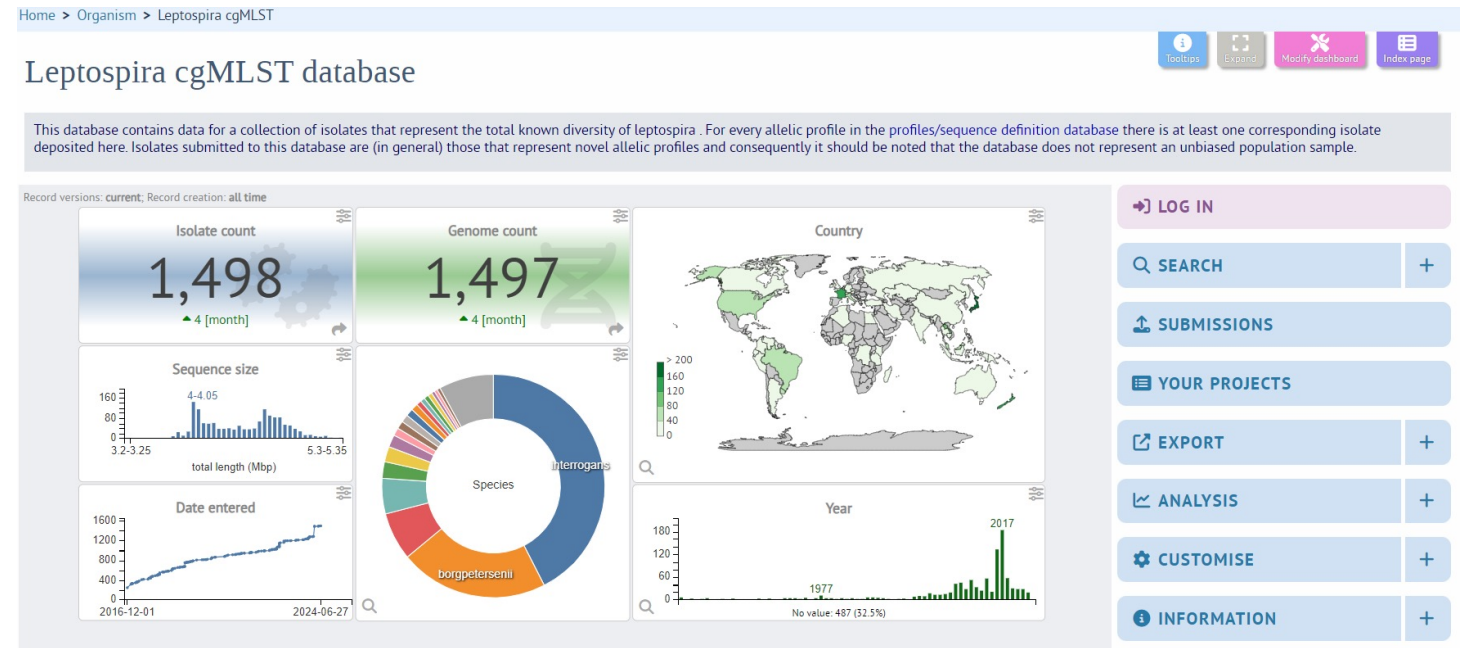 Home > Organism > Leptospira cgMLST
Tooltips
Expand
Modify dashboard
Index page
Leptospira cgMLST database
This database contains data for a collection of isolates that represent the total known diversity of leptospira . For every allelic profile in the profiles/sequence definition database there is at least one corresponding isolate
deposited here. Isolates submitted to this database are (in general) those that represent novel allelic profiles and consequently it should be noted that the database does not represent an unbiased population sample.
Record versions: current; Record creation: all time
Isolate count
1,498
4 [month]
Genome count
1,497
4 [month]
Country
> 200
160
120
80
40
0
Sequence size
160
80
0
4-4.05
3.2-3.25
5.3-5.35
total length (Mbp)
Species
interrogans
borgpetersenii
Date entered
1600
1200
800
400
0
2016-12-01
2024-06-27
Year
180
120
60
0
1977
2017
No value: 487 (32.5%)
LOG IN
SEARCH +
SUBMISSIONS
YOUR PROJECTS
EXPORT +
ANALYSIS +
CUSTOMISE +
INFORMATION +